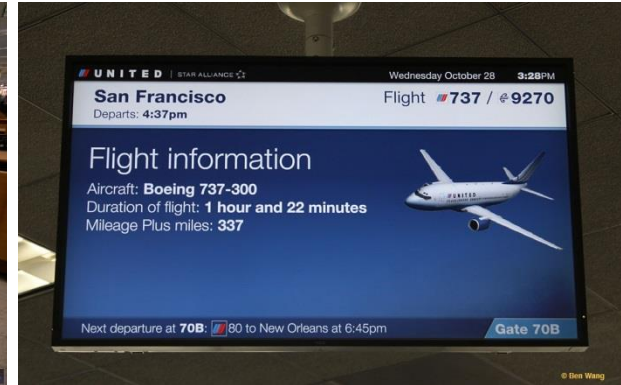 UNITED | STAR ALLIANCE
Wednesday October 28 3:28PM
San Francisco
Flight 737 / 9270
Departs: 4:37pm
Flight information
Aircraft: Boeing 737-300
Duration of flight: 1 hour and 22 minutes
Mileage Plus miles: 337
UNITED
Next departure at 70B: 80 to New Orleans at 6:45pm
Gate 70B
© Ben Wang